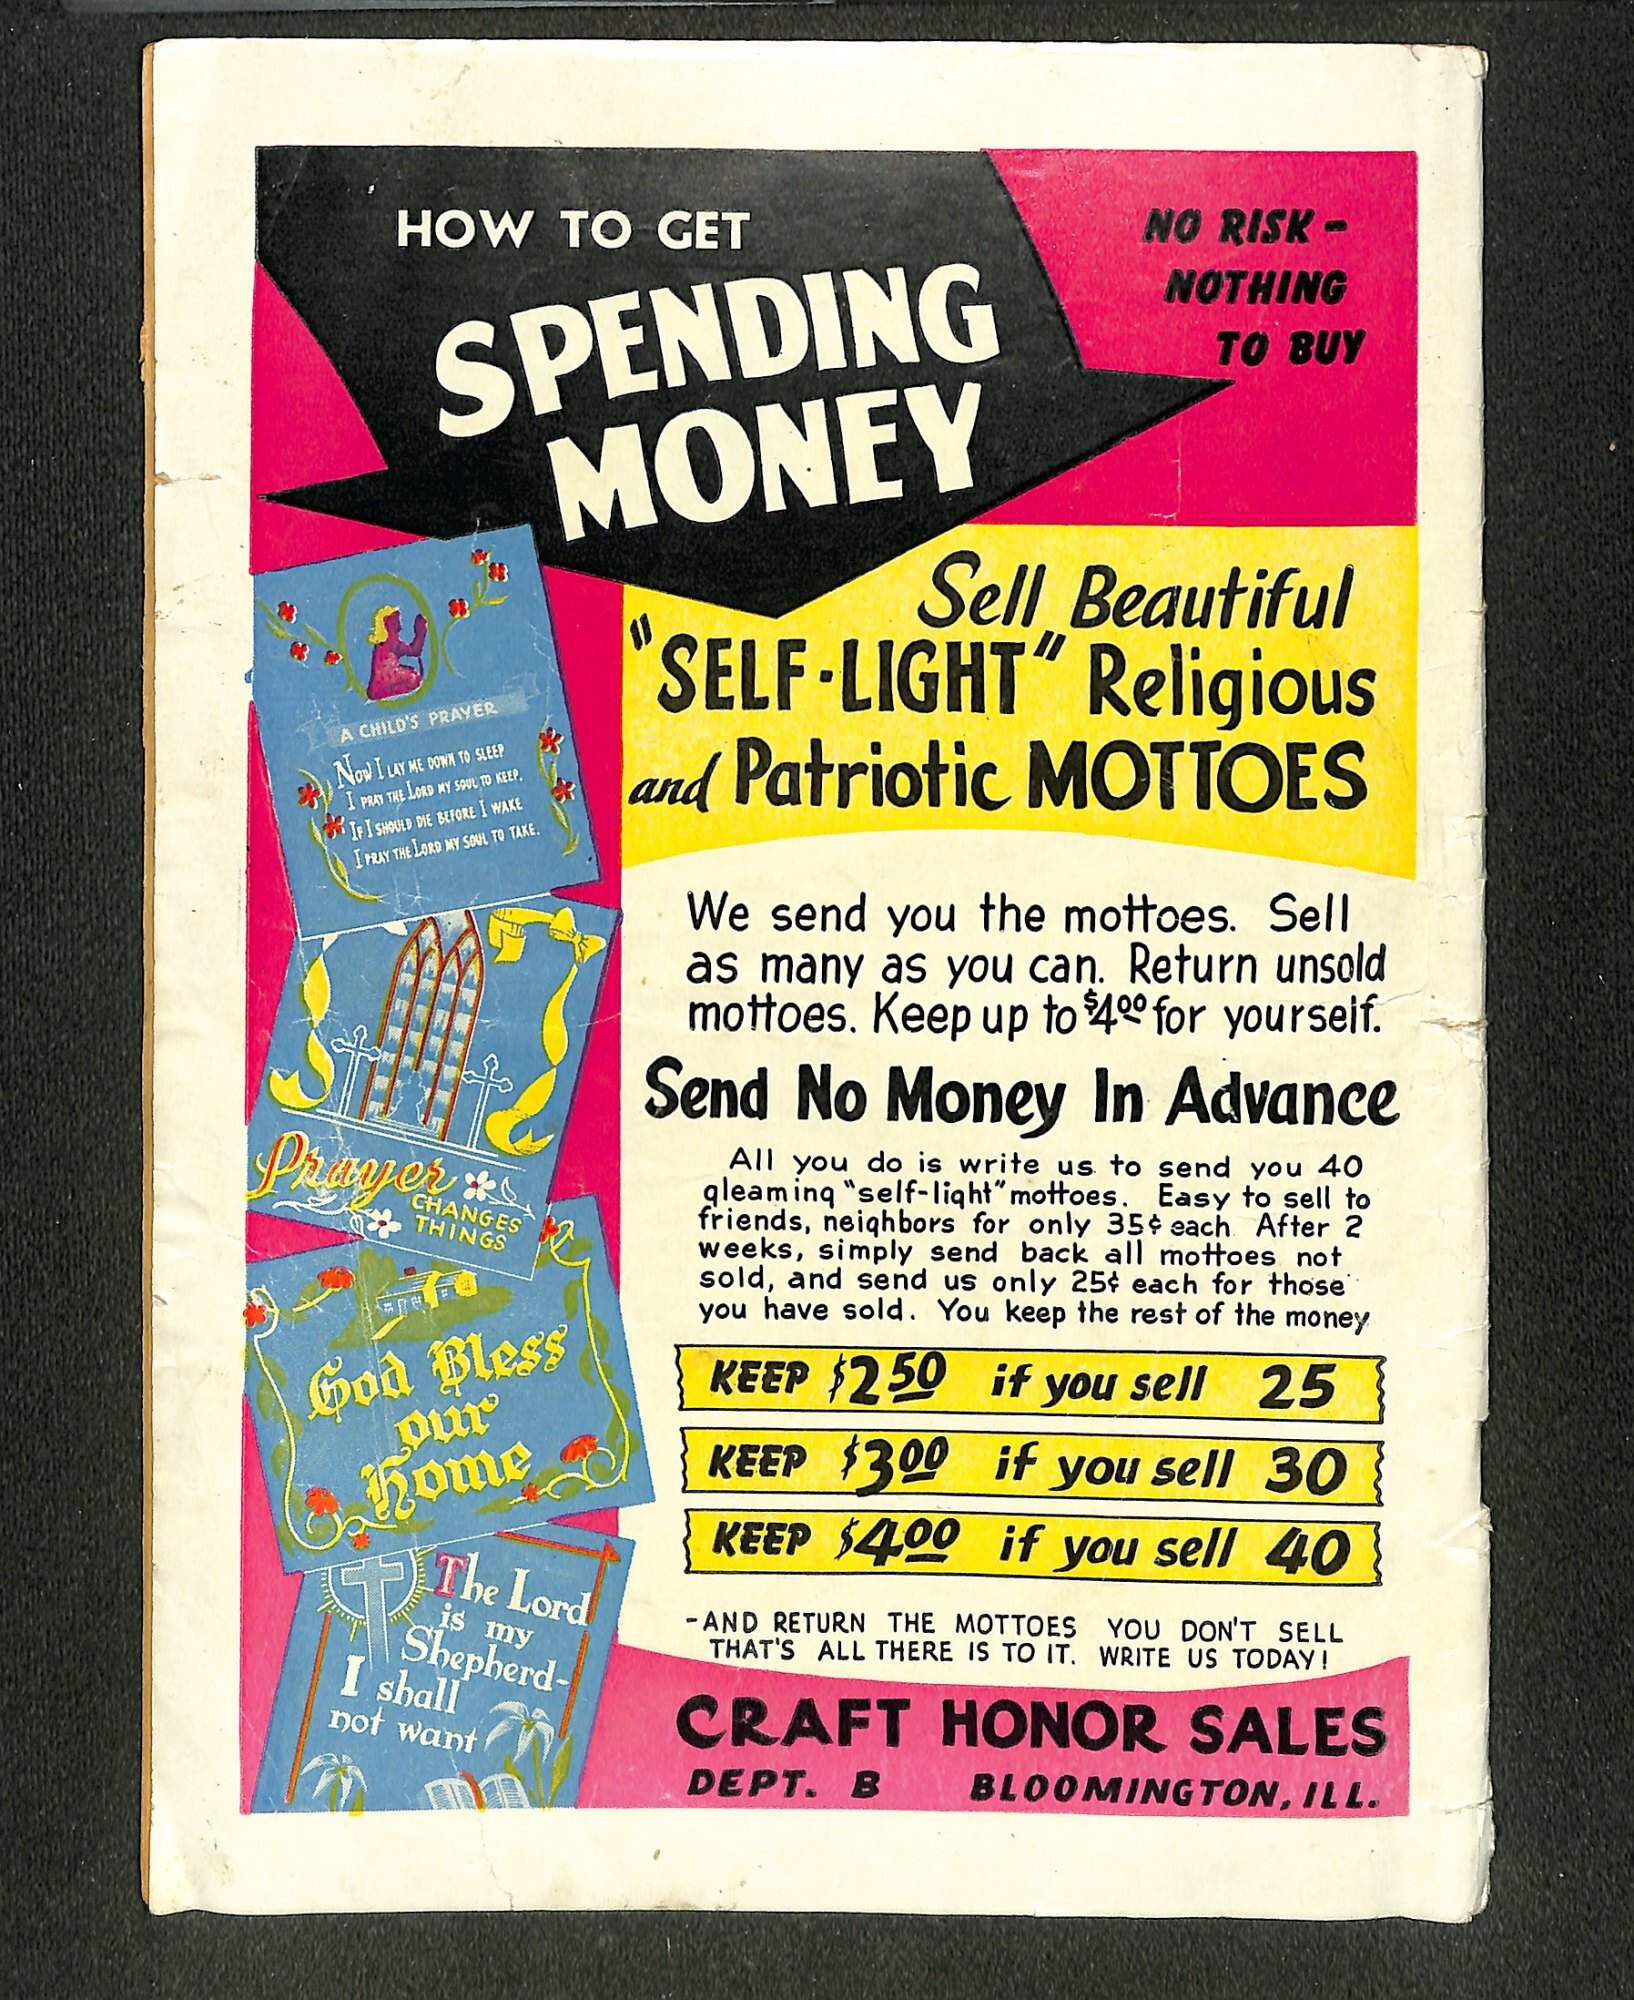 HOW TO GET
SPENDING
MONEY
NO RISK -
NOTHING
TO BUY
Sell Beautiful
"SELF-LIGHT" Religious
and Patriotic MOTTOES
A CHILD'S PRAYER
NOW I LAY ME DOWN TO SLEEP
I PRAY THE LORD MY SOUL TO KEEP.
IF I SHOULD DIE BEFORE I WAKE
I PRAY THE LORD MY SOUL TO TAKE.
Prayer
CHANGES
THINGS
God Bless
our
home
The Lord
is my
Shepherd-
I shall
not want
We send you the mottoes. Sell
as many as you can. Return unsold
mottoes. Keep up to $4.00 for yourself.
Send No Money In Advance
All you do is write us to send you 40
gleaming "self-light" mottoes. Easy to sell to
friends, neighbors for only 35¢ each. After 2
weeks, simply send back all mottoes not
sold, and send us only 25¢ each for those
you have sold. You keep the rest of the money
KEEP $2 50 if you sell 25
KEEP $3 00 if you sell 30
KEEP $4 00 if you sell 40
-AND RETURN THE MOTTOES YOU DON'T SELL
THAT'S ALL THERE IS TO IT. WRITE US TODAY!
CRAFT HONOR SALES
DEPT. B BLOOMINGTON, ILL.